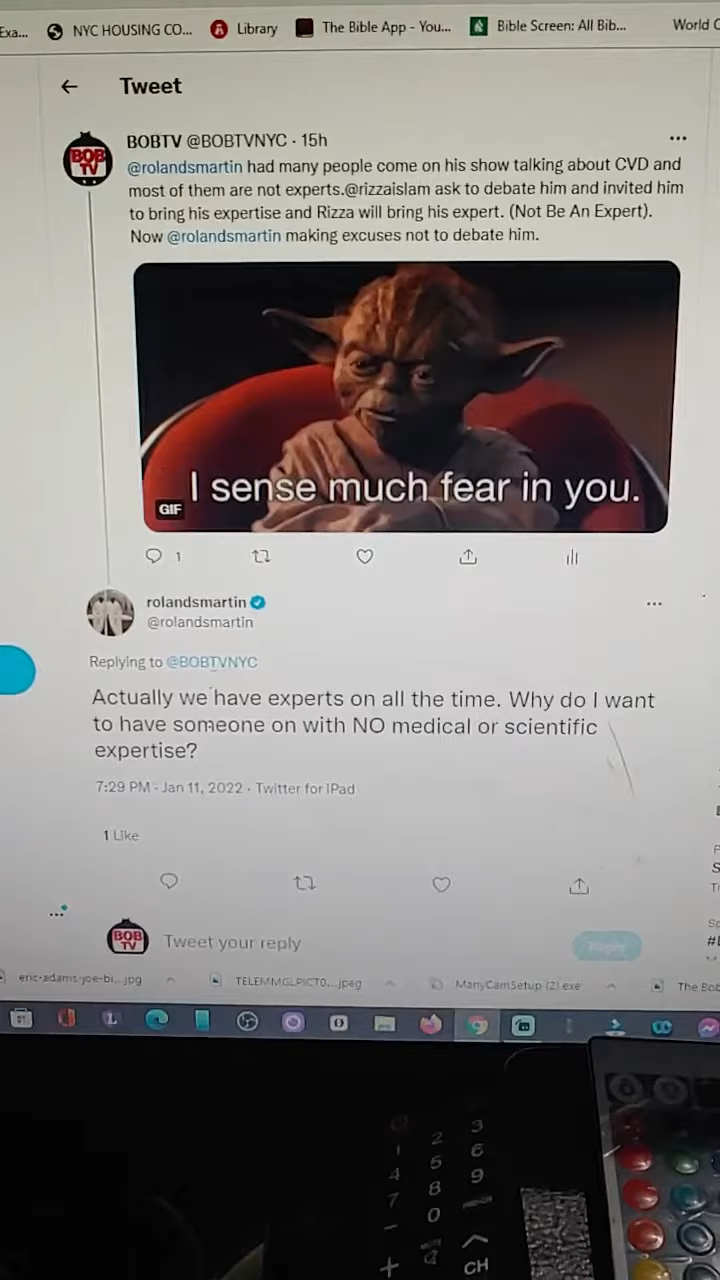 Exa...
NYC HOUSING CO...
Library
The Bible App - You...
Bible Screen: All Bib...
World C
← Tweet
BOB TV
BOBTV @BOBTVNYC · 15h
@rolandsmartin had many people come on his show talking about CVD and
most of them are not experts.@rizzaislam ask to debate him and invited him
to bring his expertise and Rizza will bring his expert. (Not Be An Expert).
Now @rolandsmartin making excuses not to debate him.
I sense much fear in you.
GIF
1
rolandsmartin
@rolandsmartin
Replying to @BOBTVNYC
Actually we have experts on all the time. Why do I want
to have someone on with NO medical or scientific
expertise?
7:29 PM · Jan 11, 2022 · Twitter for iPad
1 Like
BOB TV
Tweet your reply
Reply
eric-adams-joe-bi...jpg
TELEMMGLPICT0....jpeg
ManyCamSetup (2).exe
The Bob
1 2 3
4 5 6
7 8 9
- 0
+
CH